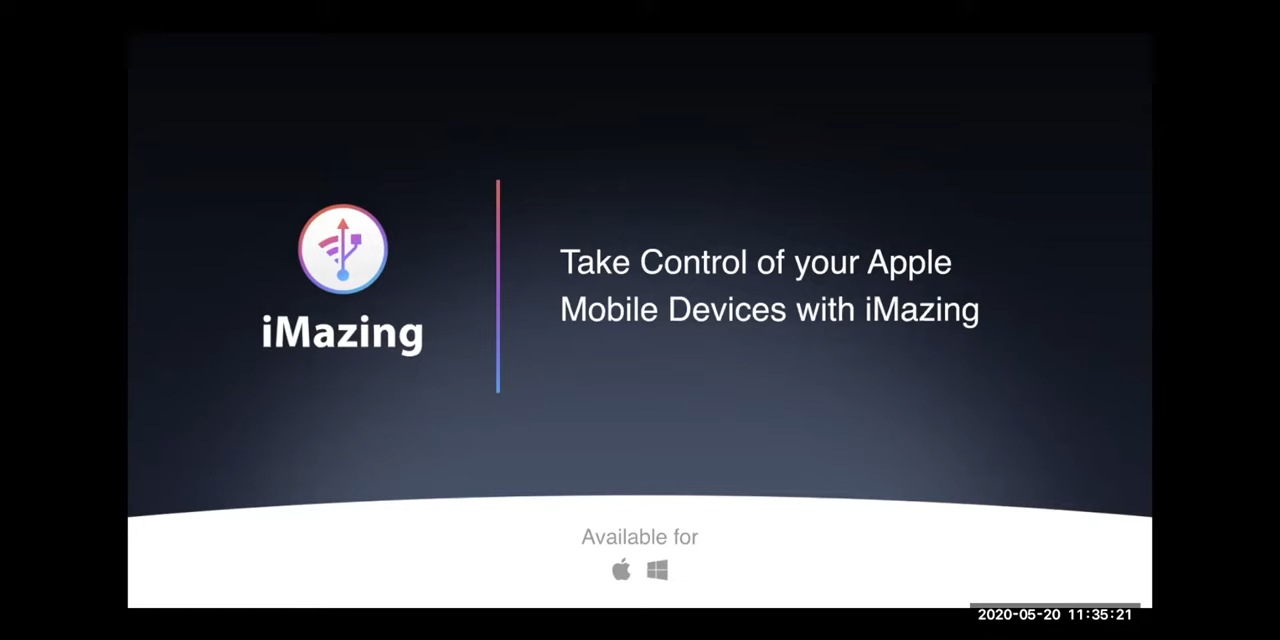 iMazing
Take Control of your Apple
Mobile Devices with iMazing
Available for
2020-05-20 11:35:21